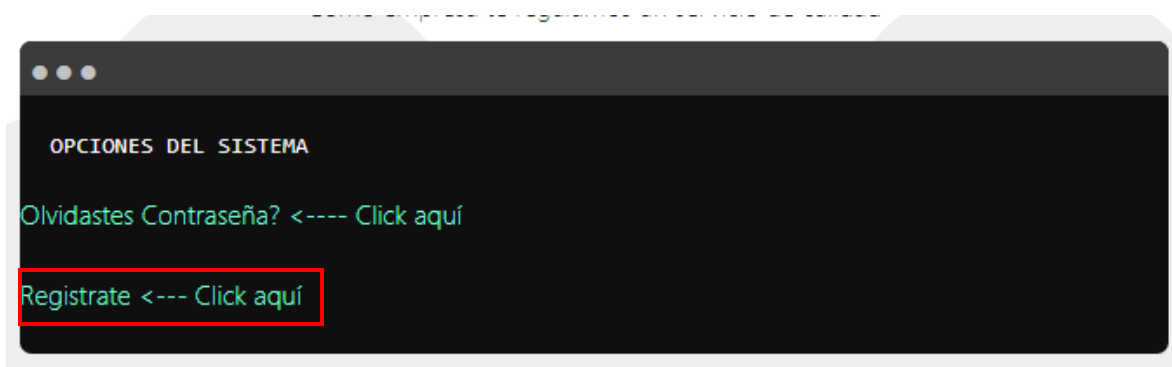 OPCIONES DEL SISTEMA
Olvidastes Contraseña? <---- Click aquí
Registrate <--- Click aquí